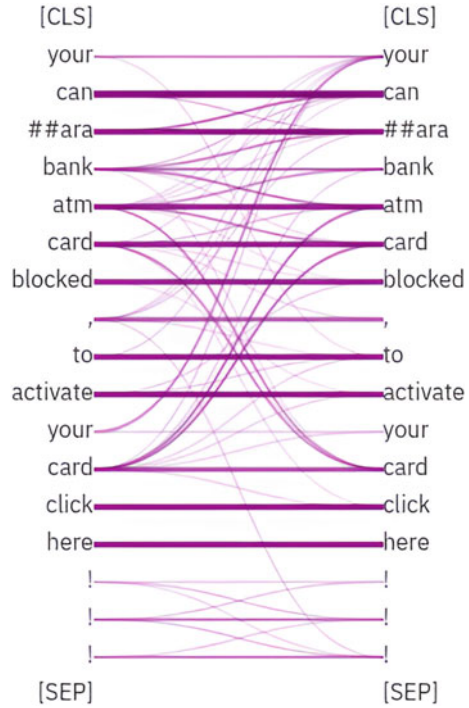 [CLS] [CLS]
your your
can can
##ara ##ara
bank bank
atm atm
card card
blocked blocked
, ,
to to
activate activate
your your
card card
click click
here here
! !
! !
! !
[SEP] [SEP]